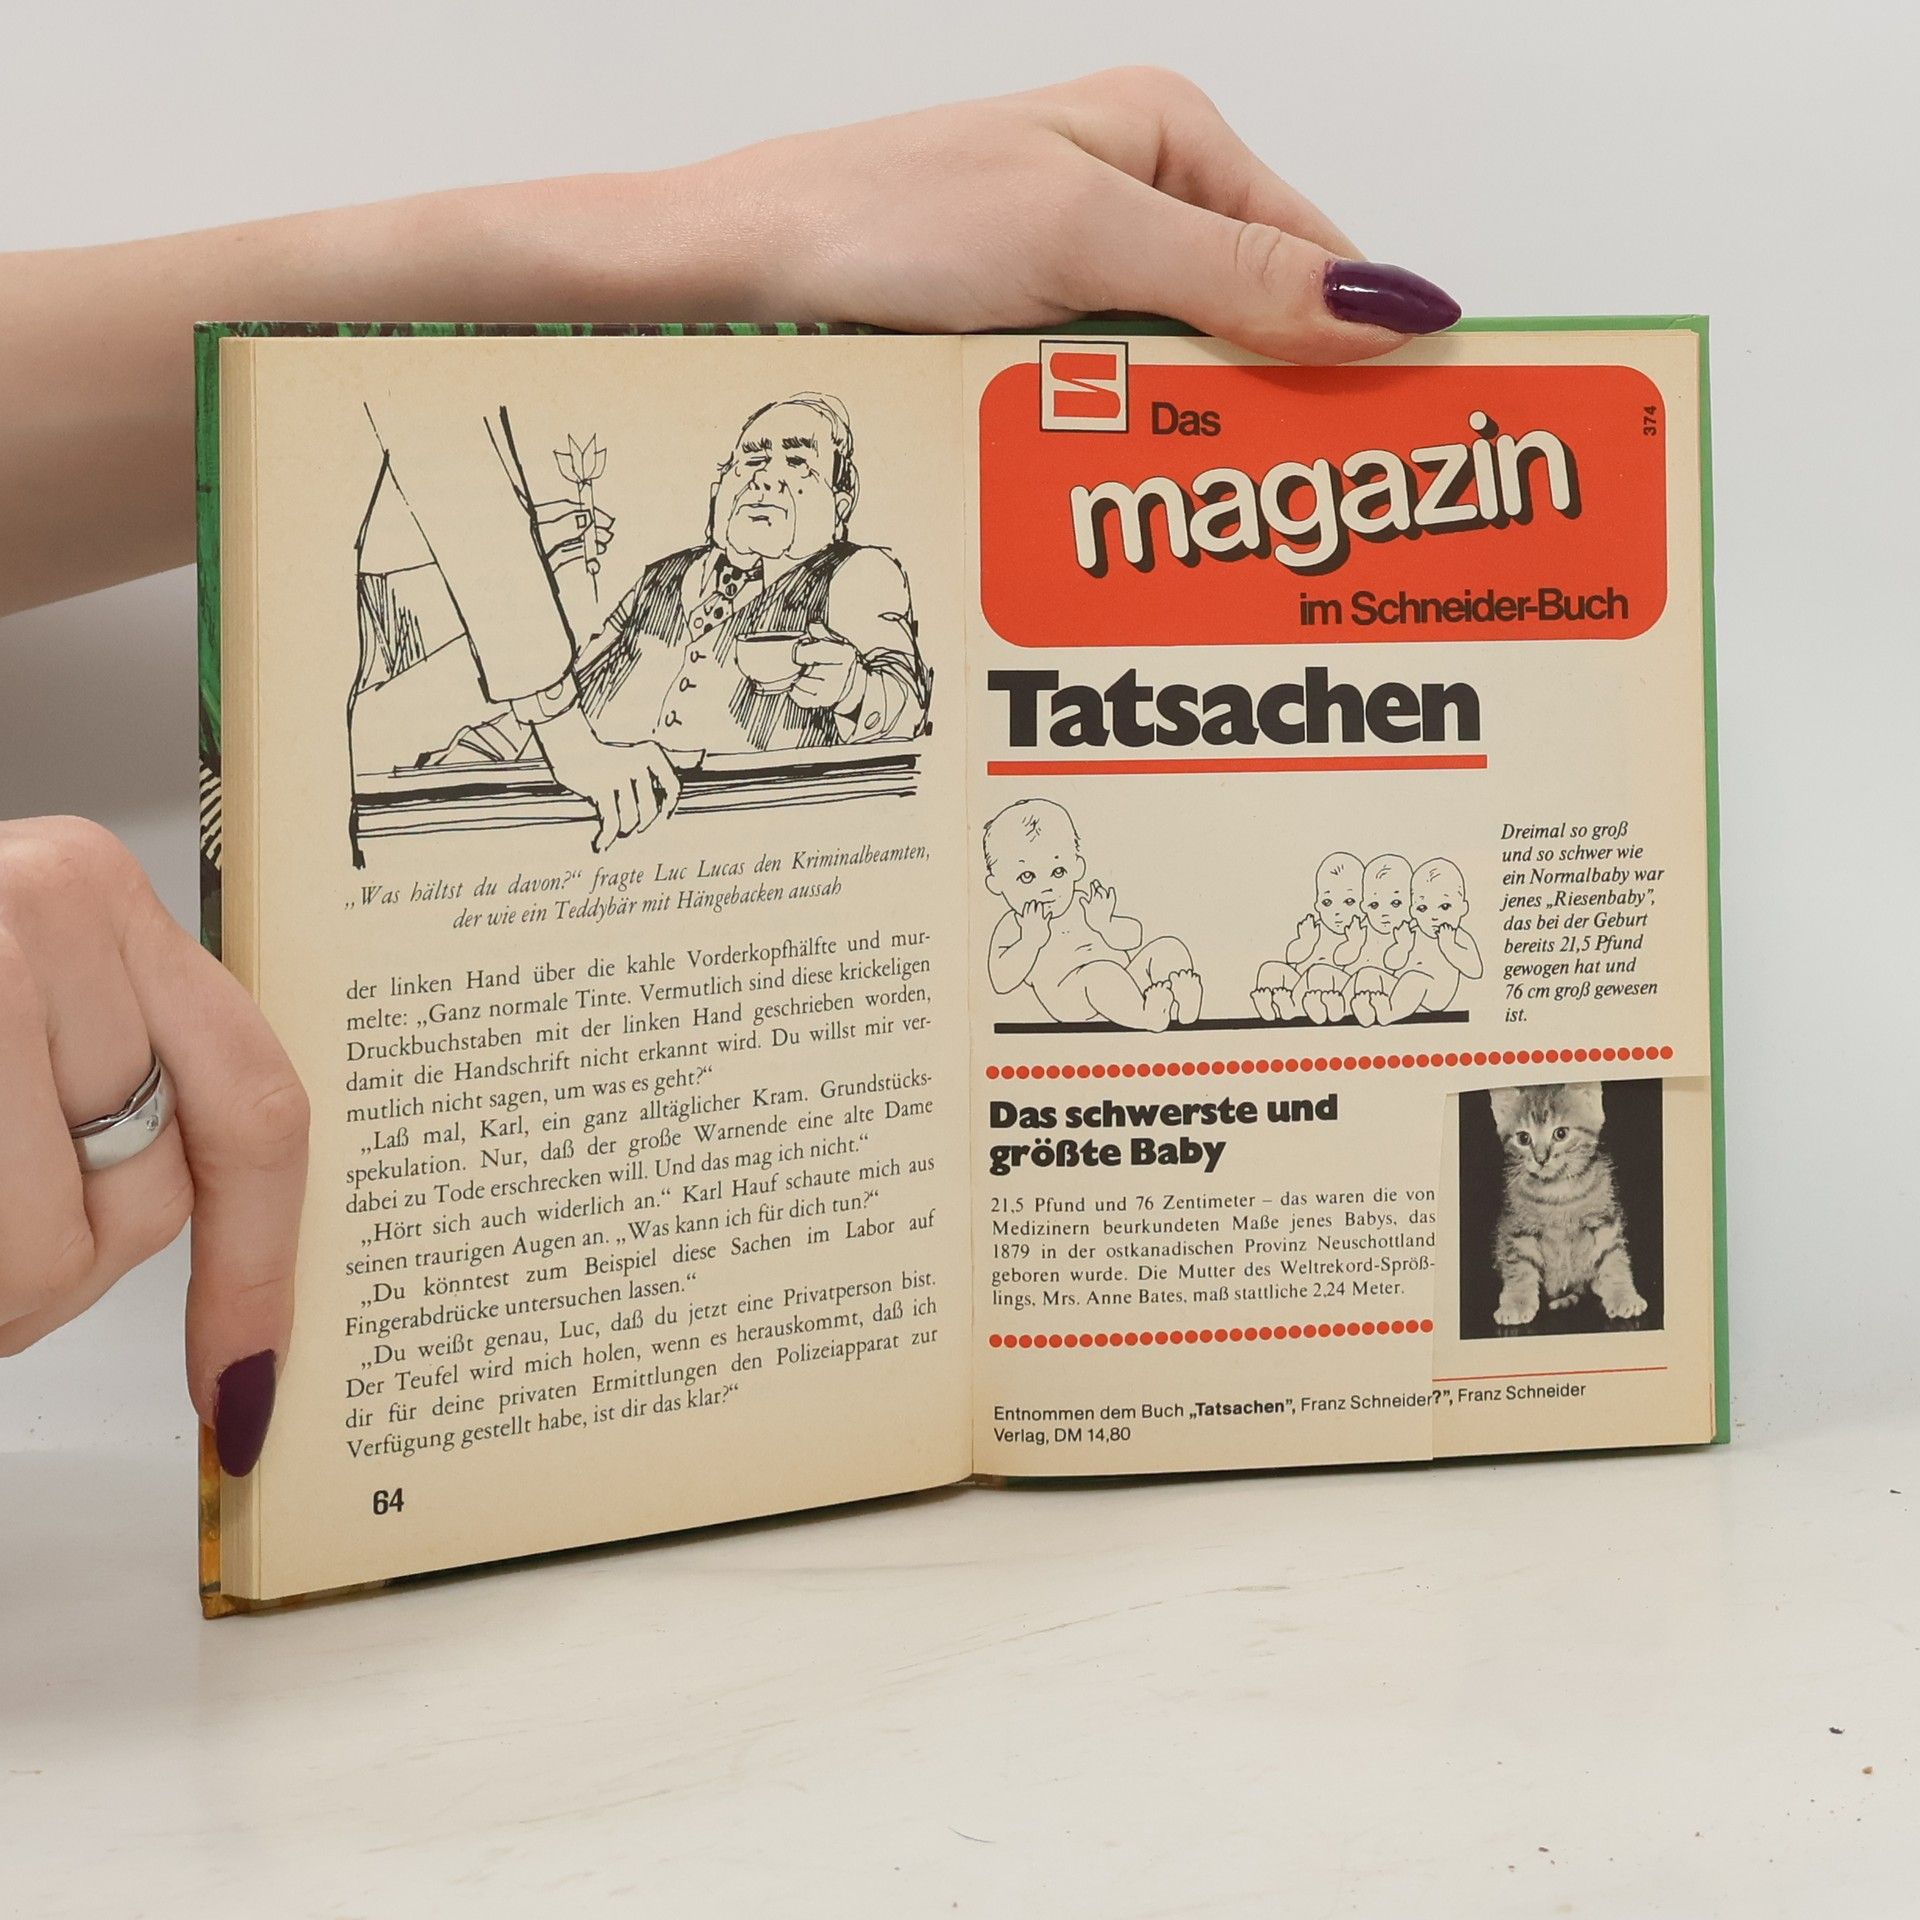 „Was hältst du davon?“ fragte Luc Lucas den Kriminalbeamten,
der wie ein Teddybär mit Hängebacken aussah
der linken Hand über die kahle Vorderkopfhälfte und mur-
melte: „Ganz normale Tinte. Vermutlich sind diese krickeligen
Druckbuchstaben mit der linken Hand geschrieben worden,
damit die Handschrift nicht erkannt wird. Du willst mir ver-
mutlich nicht sagen, um was es geht?“
„Laß mal, Karl, ein ganz alltäglicher Kram. Grundstücks-
spekulation. Nur, daß der große Warnende eine alte Dame
dabei zu Tode erschrecken will. Und das mag ich nicht.“
„Hört sich auch widerlich an.“ Karl Hauf schaute mich aus
seinen traurigen Augen an. „Was kann ich für dich tun?“
„Du könntest zum Beispiel diese Sachen im Labor auf
Fingerabdrücke untersuchen lassen.“
„Du weißt genau, Luc, daß du jetzt eine Privatperson bist.
Der Teufel wird mich holen, wenn es herauskommt, daß ich
dir für deine privaten Ermittlungen den Polizeiapparat zur
Verfügung gestellt habe, ist dir das klar?“
64
Das
magazin
im Schneider-Buch
374
Tatsachen
Dreimal so groß
und so schwer wie
ein Normalbaby war
jenes „Riesenbaby”,
das bei der Geburt
bereits 21,5 Pfund
gewogen hat und
76 cm groß gewesen
ist.
Das schwerste und
größte Baby
21,5 Pfund und 76 Zentimeter – das waren die von
Medizinern beurkundeten Maße jenes Babys, das
1879 in der ostkanadischen Provinz Neuschottland
geboren wurde. Die Mutter des Weltrekord-Spröß-
lings, Mrs. Anne Bates, maß stattliche 2,24 Meter.
Entnommen dem Buch „Tatsachen”, Franz Schneider
Verlag, DM 14,80
?”, Franz Schneider